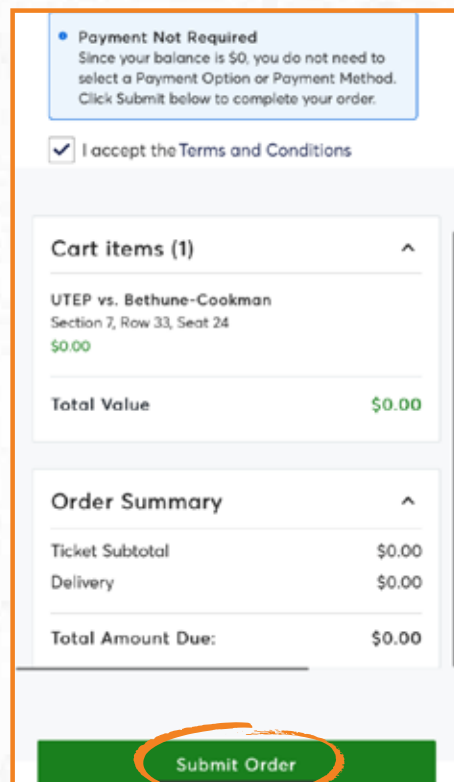 Payment Not Required
Since your balance is $0, you do not need to
select a Payment Option or Payment Method.
Click Submit below to complete your order.
I accept the Terms and Conditions
Cart items (1)
UTEP vs. Bethune-Cookman
Section 7, Row 33, Seat 24
$0.00
Total Value $0.00
Order Summary
Ticket Subtotal $0.00
Delivery $0.00
Total Amount Due: $0.00
Submit Order